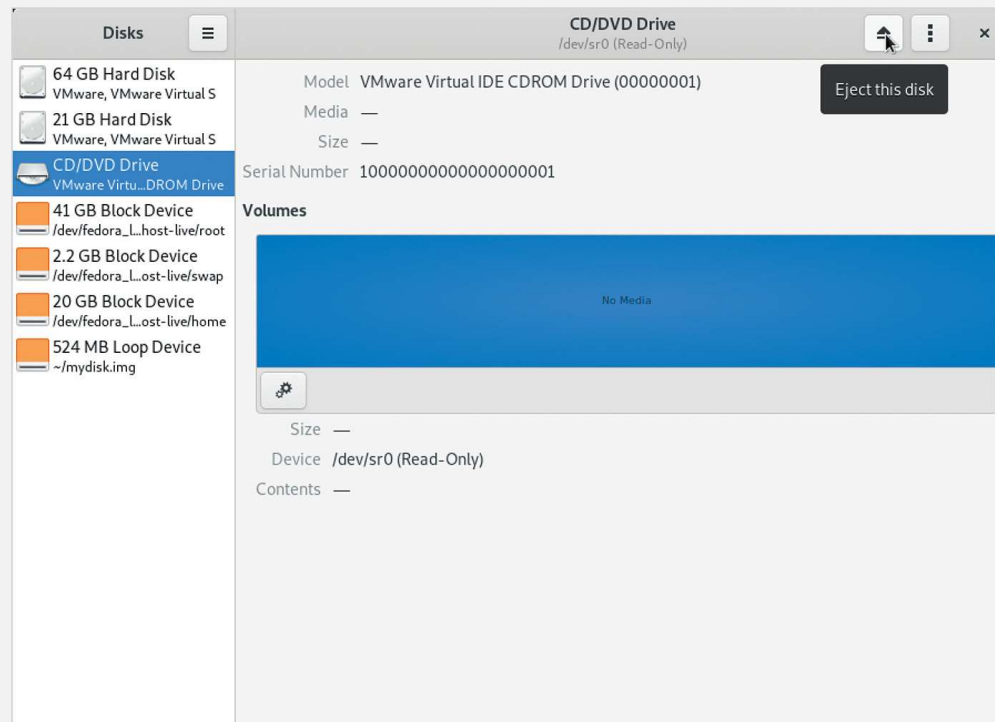 Disks
CD/DVD Drive
/dev/sr0 (Read-Only)
64 GB Hard Disk
VMware, VMware Virtual S
21 GB Hard Disk
VMware, VMware Virtual S
CD/DVD Drive
VMware Virtu...DROM Drive
41 GB Block Device
/dev/fedora_l...host-live/root
2.2 GB Block Device
/dev/fedora_l...ost-live/swap
20 GB Block Device
/dev/fedora_l...ost-live/home
524 MB Loop Device
~/mydisk.img
Eject this disk
Model VMware Virtual IDE CDROM Drive (00000001)
Media —
Size —
Serial Number 10000000000000000001
Volumes
No Media
Size —
Device /dev/sr0 (Read-Only)
Contents —